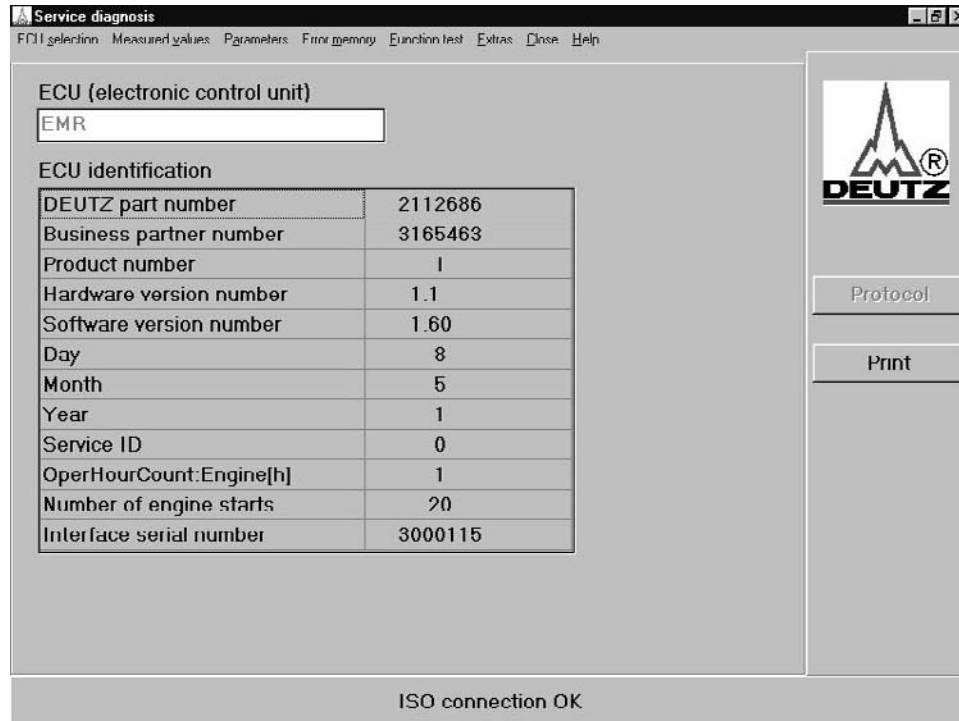 Service diagnosis
ECU selection Measured values Parameters Error memory Function test Extras Close Help
ECU (electronic control unit)
EMR
ECU identification
DEUTZ part number 2112686
Business partner number 3165463
Product number I
Hardware version number 1.1
Software version number 1.60
Day 8
Month 5
Year 1
Service ID 0
OperHourCount:Engine[h] 1
Number of engine starts 20
Interface serial number 3000115
®
DEUTZ
Protocol
Print
ISO connection OK